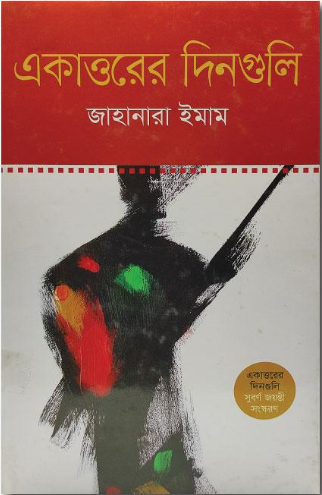 একাত্তরের দিনগুলি
জাহানারা ইমাম
একাত্তরের
দিনগুলি
সুবর্ণ জয়ন্তী
সংস্করণ